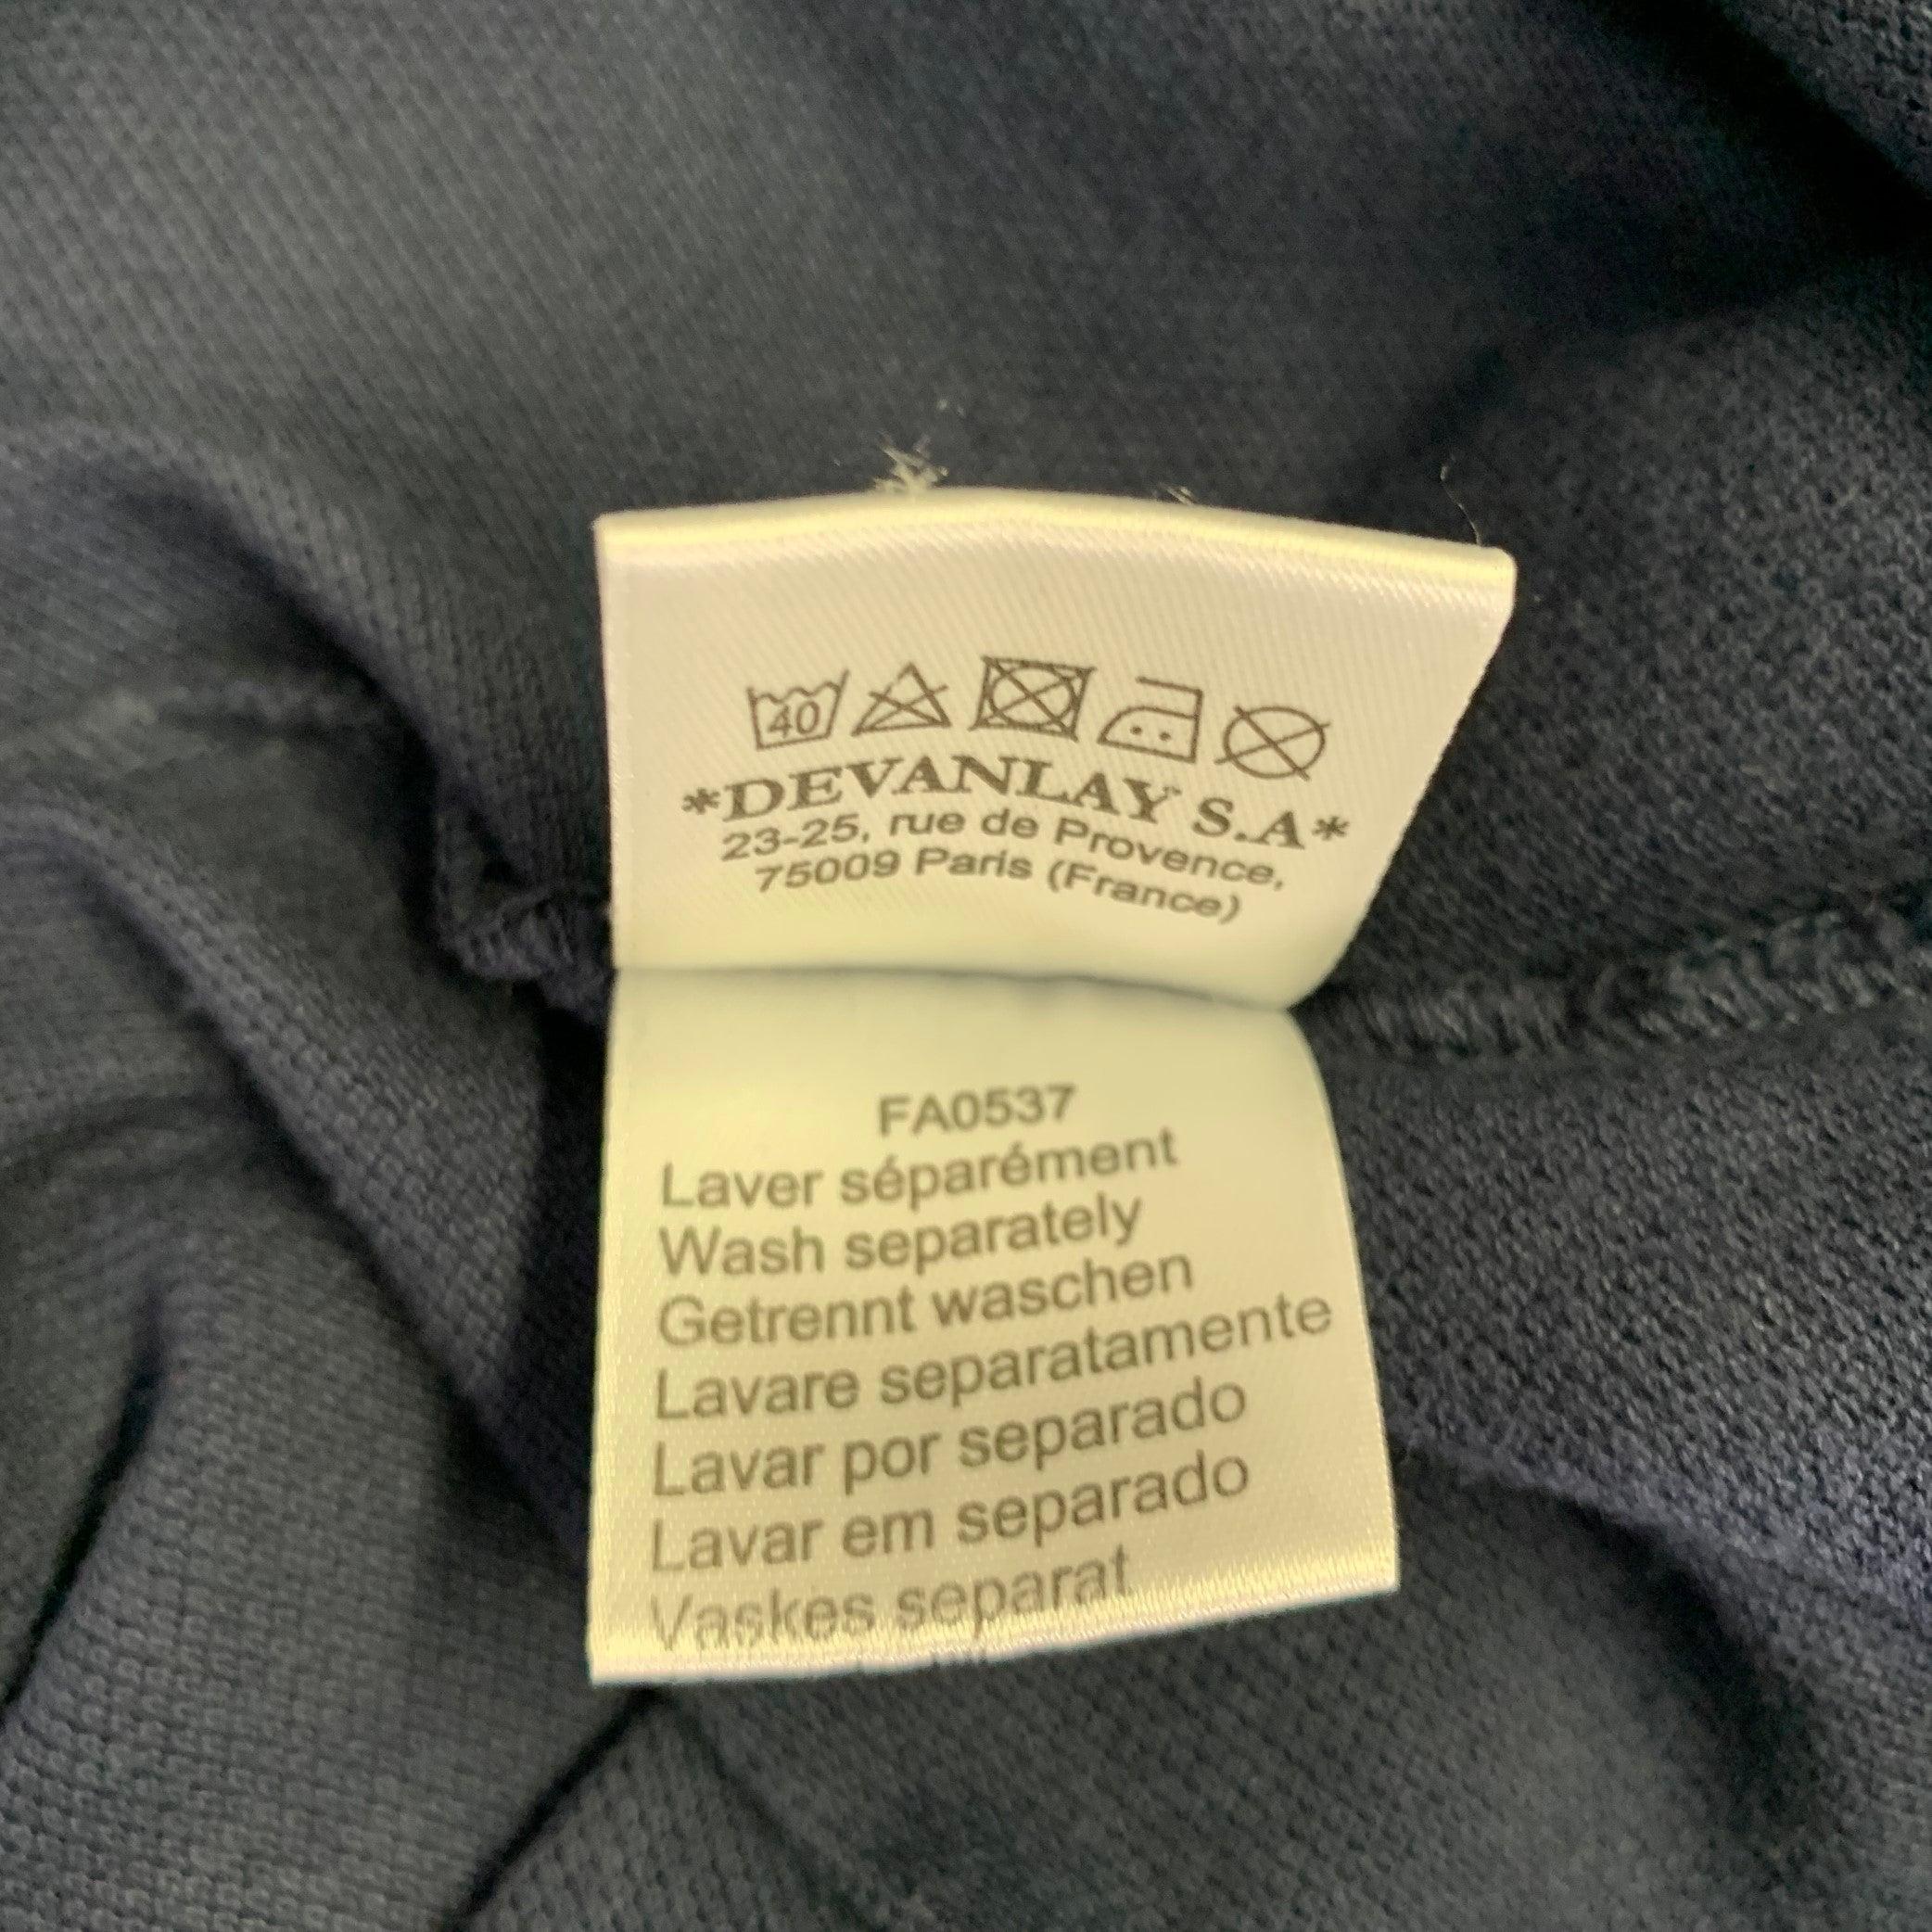 40
*DEVANLAY S.A*
23-25, rue de Provence,
75009 Paris (France)
FA0537
Laver séparément
Wash separately
Getrennt waschen
Lavare separatamente
Lavar por separado
Lavar em separado
Vaskes separat